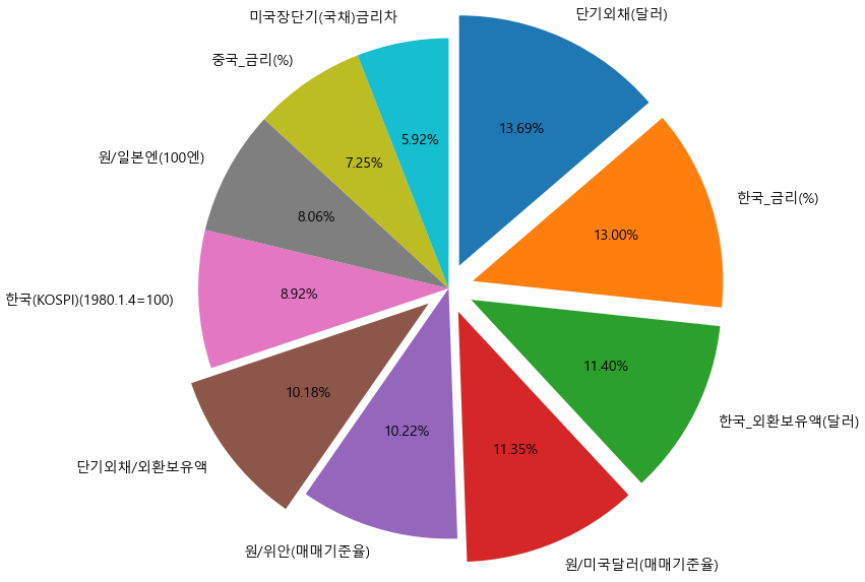 미국장단기(국채)금리차
단기외채(달러)
중국_금리(%)
13.69%
5.92%
원/일본엔(100엔)
7.25%
한국_금리(%)
8.06%
13.00%
한국(KOSPI)(1980.1.4=100)
8.92%
11.40%
10.18%
한국_외환보유액(달러)
10.22%
11.35%
단기외채/외환보유액
원/위안(매매기준율)
원/미국달러(매매기준율)